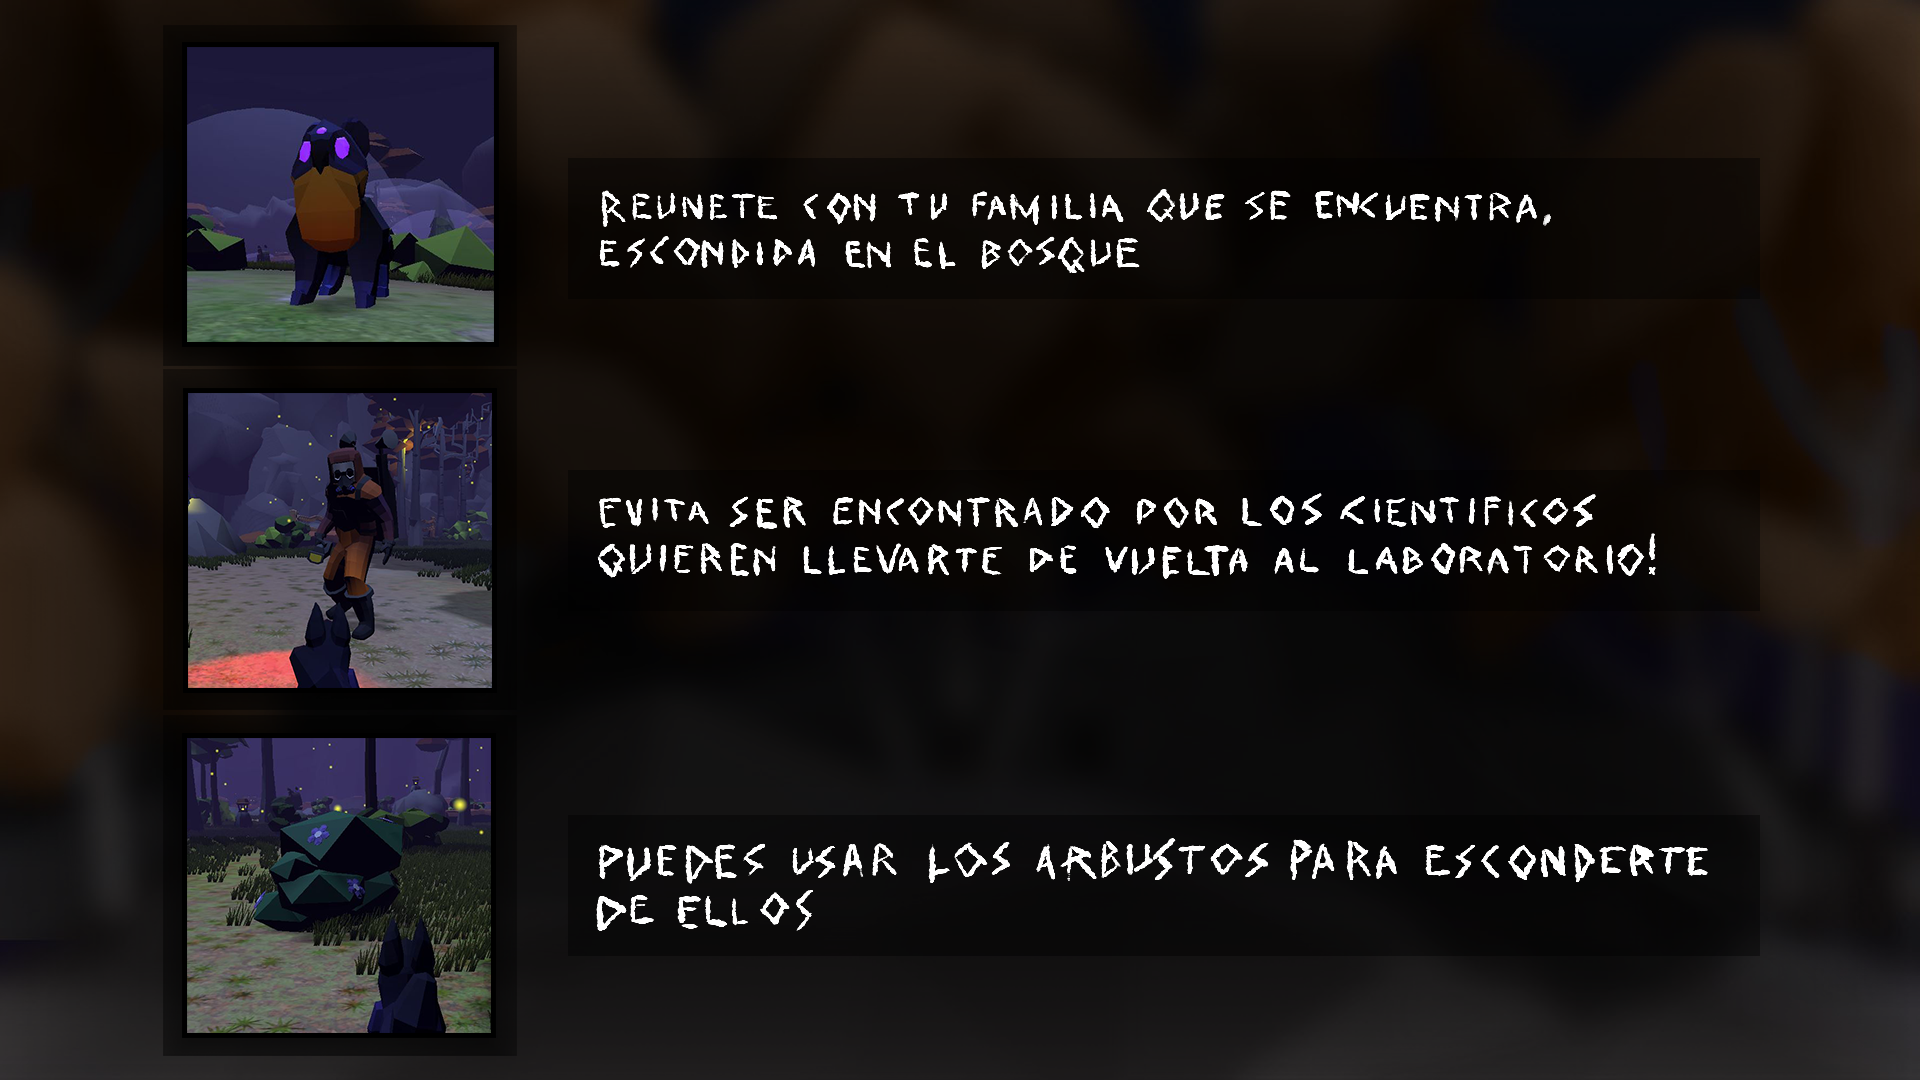 REUNETE CON TU FAMILIA QUE SE ENCUENTRA,
ESCONDIDA EN EL BOSQUE
EVITA SER ENCONTRADO POR LOS CIENTIFICOS
QUIEREN LLEVARTE DE VUELTA AL LABORATORIO!
PUEDES USAR LOS ARBUSTOS PARA ESCONDERTE
DE ELLOS